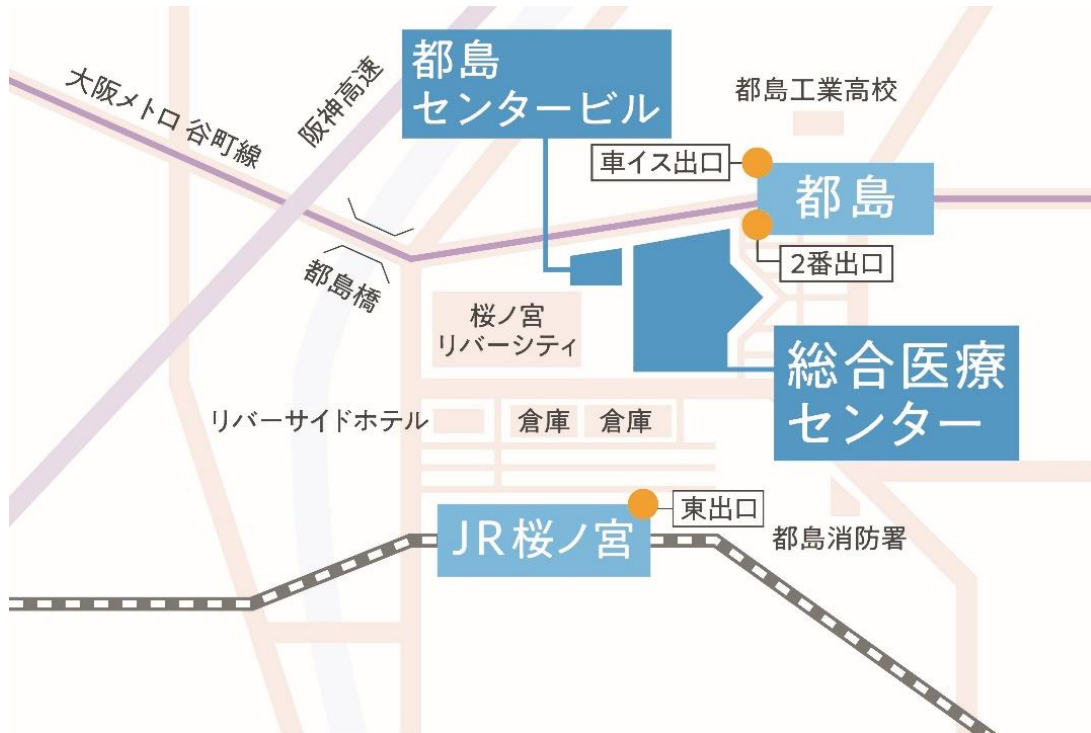 都島
センタービル
大阪メトロ 谷町線
阪神高速
都島工業高校
車イス出口
都島
2番出口
都島橋
桜ノ宮
リバーシティ
総合医療
センター
リバーサイドホテル
倉庫
倉庫
東出口
JR桜ノ宮
都島消防署